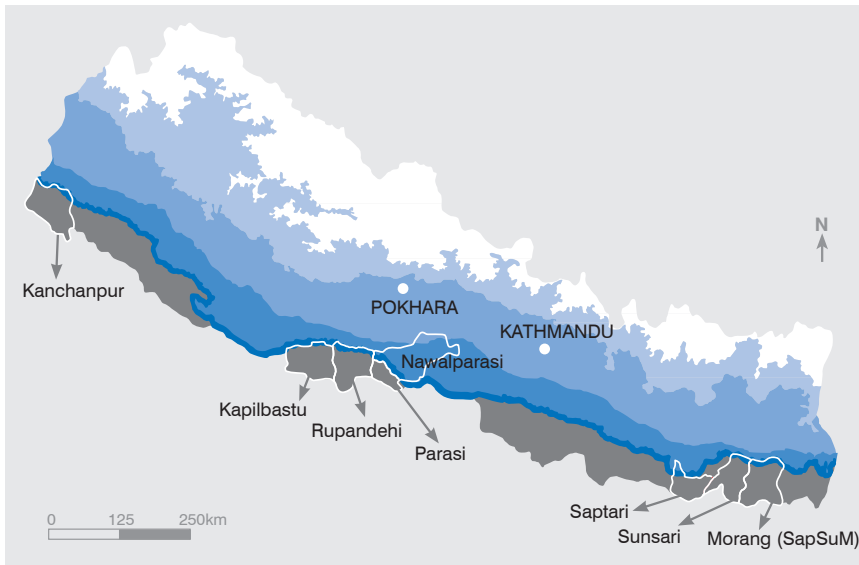 N
Kanchanpur
POKHARA
KATHMANDU
Nawalparasi
Kapilbastu
Rupandehi
Parasi
Saptari
Sunsari
Morang (SapSuM)
0 125 250km